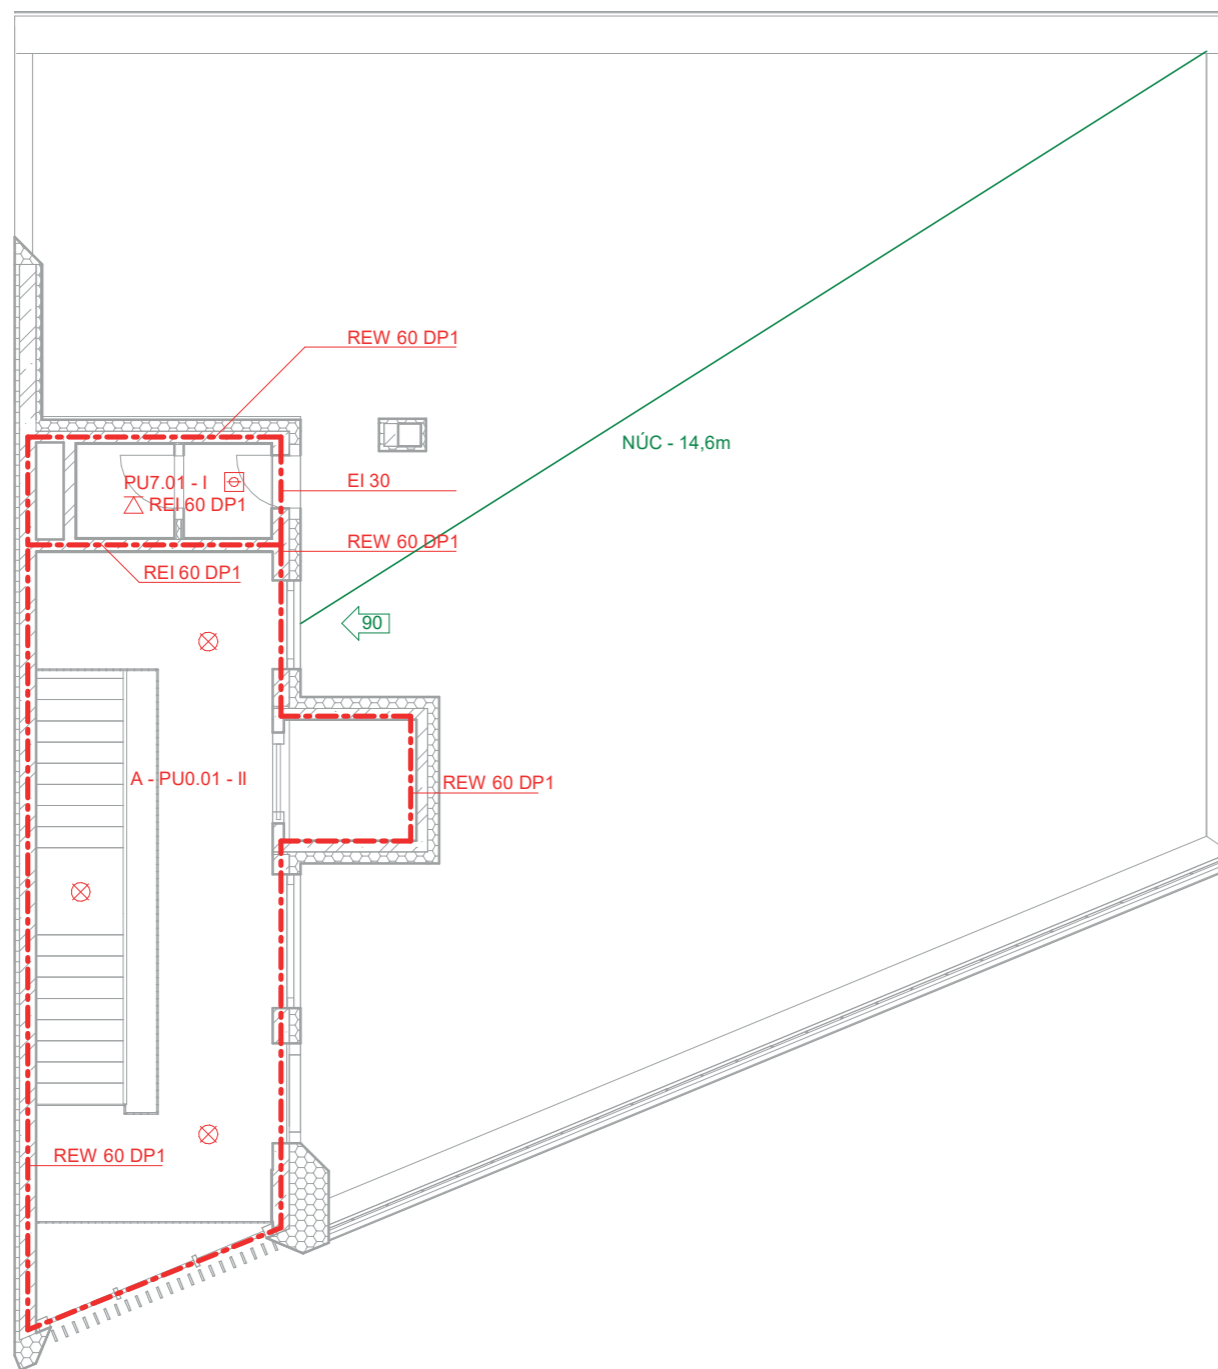 REW 60 DP1
NÚC - 14,6m
PU7.01 - I
EI 30
REI 60 DP1
REW 60 DP1
REI 60 DP1
90
A - PU0.01 - II
REW 60 DP1
REW 60 DP1